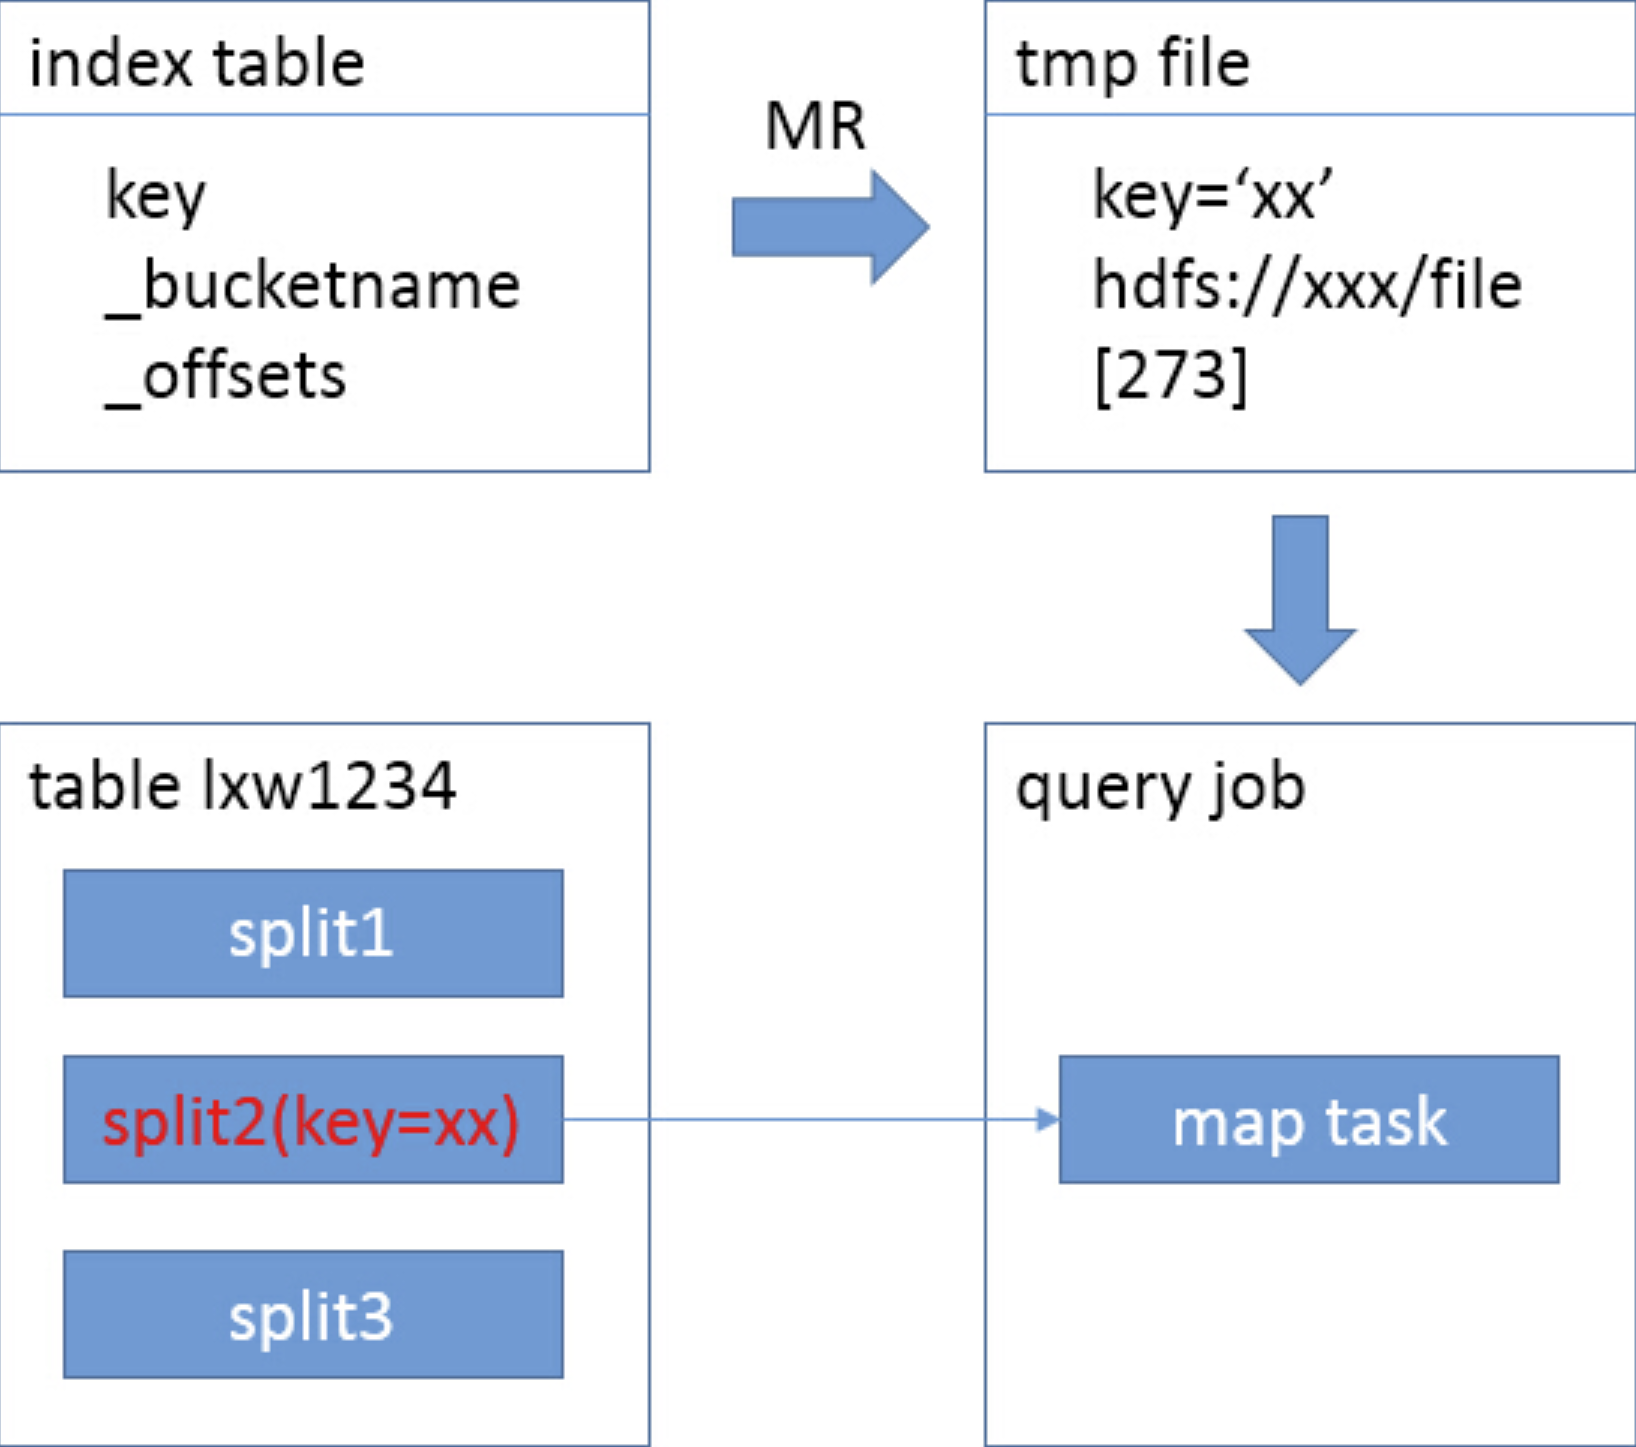 index table
key
_bucketname
_offsets
MR
tmp file
key=‘xx’
hdfs://xxx/file
[273]
table lxw1234
split1
split2(key=xx)
split3
query job
map task